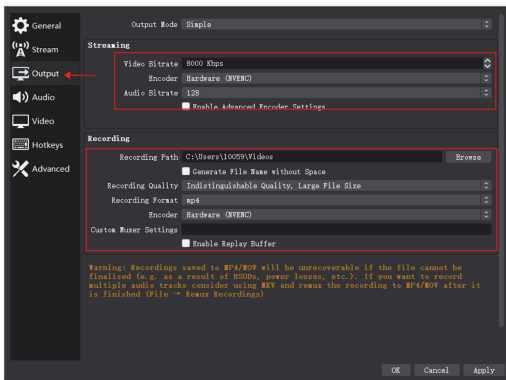 General
Stream
Output
Audio
Video
Hotkeys
Advanced
Output Mode Simple
Streaming
Video Bitrate 8000 Kbps
Encoder Hardware (NVENC)
Audio Bitrate 128
Enable Advanced Encoder Settings
Recording
Recording Path C:\Users\10059\Videos Browse
Generate File Name without Space
Recording Quality Indistinguishable Quality, Large File Size
Recording Format mp4
Encoder Hardware (NVENC)
Custom Muxer Settings
Enable Replay Buffer
Warning: Recordings saved to MP4/MOV will be unrecoverable if the file cannot be
finalised (e.g. as a result of BSODs, power losses, etc.). If you want to record
multiple audio tracks consider using MKV and remux the recording to MP4/MOV after it
is finished (File → Remux Recordings)
OK Cancel Apply